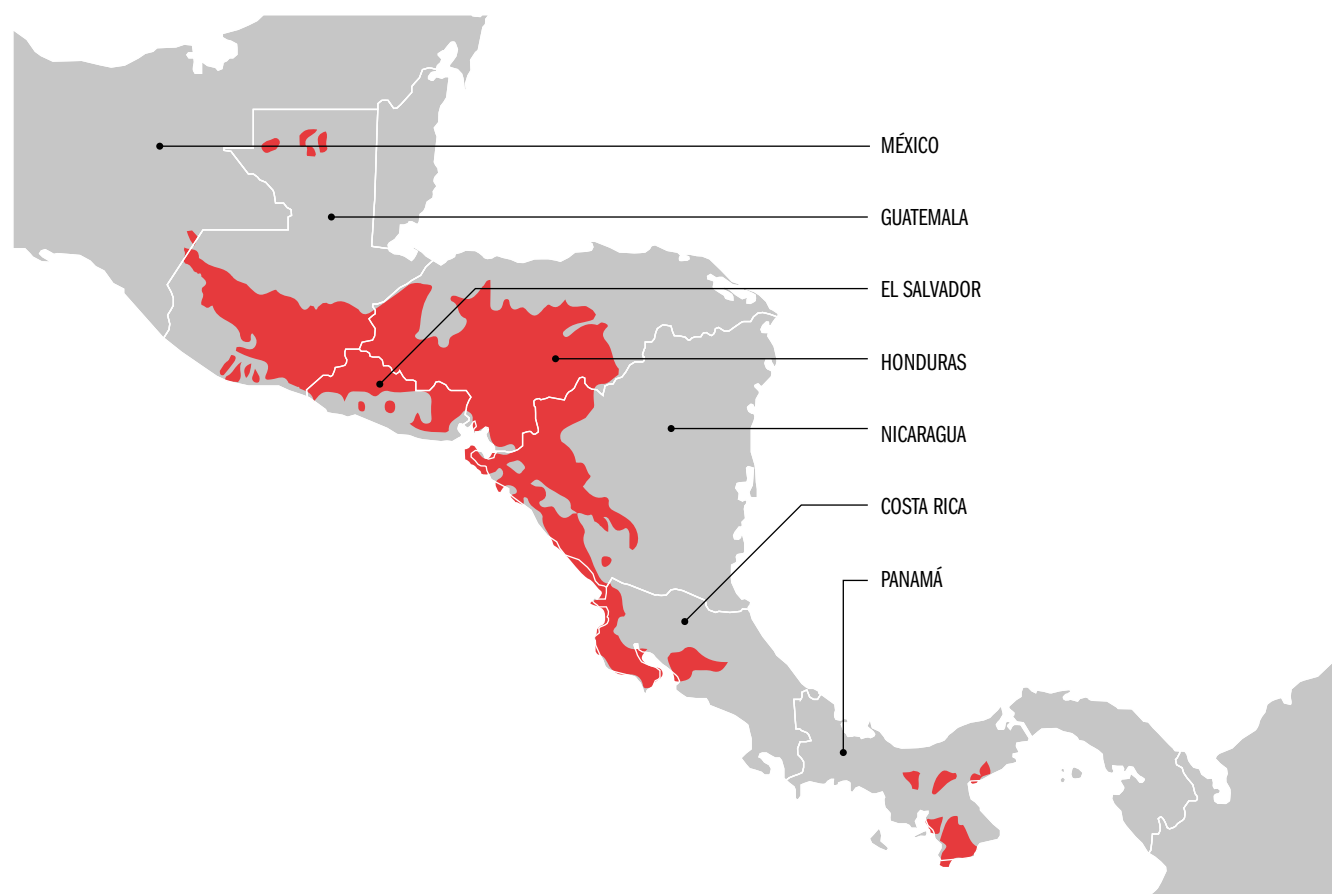 MÉXICO
GUATEMALA
EL SALVADOR
HONDURAS
NICARAGUA
COSTA RICA
PANAMÁ